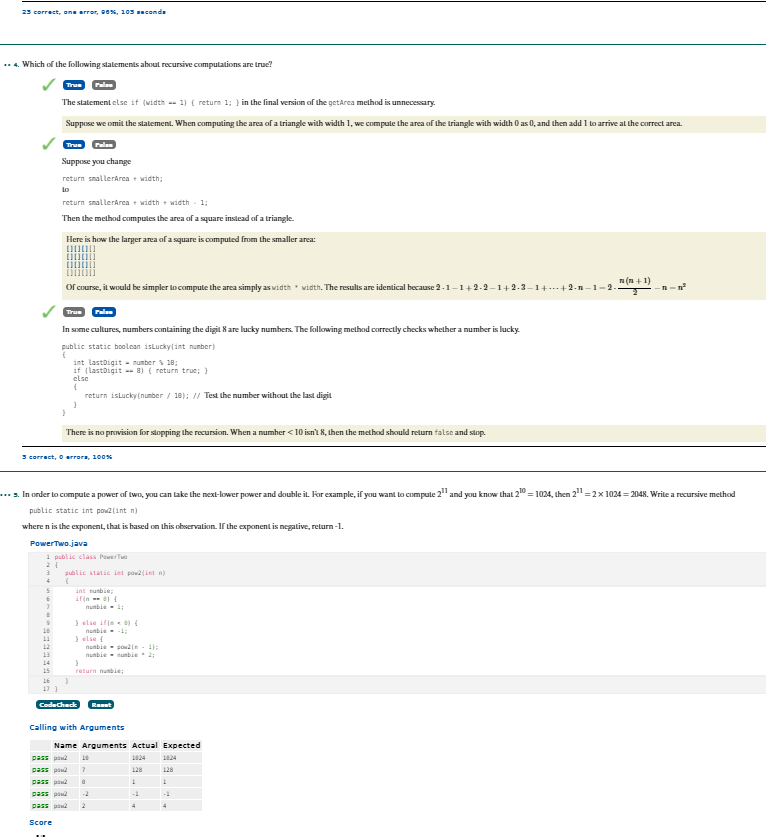 23 correct, one error, 96%, 103 seconds
•• 4. Which of the following statements about recursive computations are true?
True False
The statement else if (width == 1) { return 1; } in the final version of the getArea method is unnecessary.
Suppose we omit the statement. When computing the area of a triangle with width 1, we compute the area of the triangle with width 0 as 0, and then add 1 to arrive at the correct area.
True False
Suppose you change
return smallerArea + width;
to
return smallerArea + width + width - 1;
Then the method computes the area of a square instead of a triangle.
Here is how the larger area of a square is computed from the smaller area:
[][][][]
[][][][]
[][][][]
[][][][]
Of course, it would be simpler to compute the area simply as width * width. The results are identical because 2 · 1 − 1 + 2 · 2 − 1 + 2 · 3 − 1 + ··· + 2 · n − 1 = 2 · n(n + 1)/2 − n = n²
True False
In some cultures, numbers containing the digit 8 are lucky numbers. The following method correctly checks whether a number is lucky.
public static boolean isLucky(int number)
{
int lastDigit = number % 10;
if (lastDigit == 8) { return true; }
else
{
return isLucky(number / 10); // Test the number without the last digit
}
}
There is no provision for stopping the recursion. When a number < 10 isn't 8, then the method should return false and stop.
3 correct, 0 errors, 100%
••• 5. In order to compute a power of two, you can take the next-lower power and double it. For example, if you want to compute 2¹¹ and you know that 2¹⁰ = 1024, then 2¹¹ = 2 × 1024 = 2048. Write a recursive method
public static int pow2(int n)
where n is the exponent, that is based on this observation. If the exponent is negative, return -1.
PowerTwo.java
1 public class PowerTwo
2 {
3 public static int pow2(int n)
4 {
5 int numbie;
6 if(n == 0) {
7 numbie = 1;
8
9 } else if(n < 0) {
10 numbie = -1;
11 } else {
12 numbie = pow2(n - 1);
13 numbie = numbie * 2;
14 }
15 return numbie;
16 }
17 }
CodeCheck Reset
Calling with Arguments
Name Arguments Actual Expected
pass pow2 10 1024 1024
pass pow2 7 128 128
pass pow2 0 1 1
pass pow2 -2 -1 -1
pass pow2 2 4 4
Score